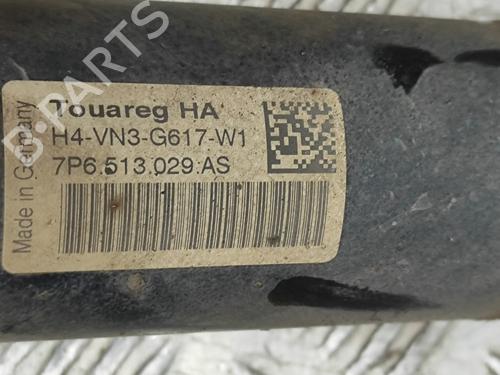 Touareg HA
H4-VN3-G617-W1
7P6.513.029.AS
Made in Germany
B-PARTS